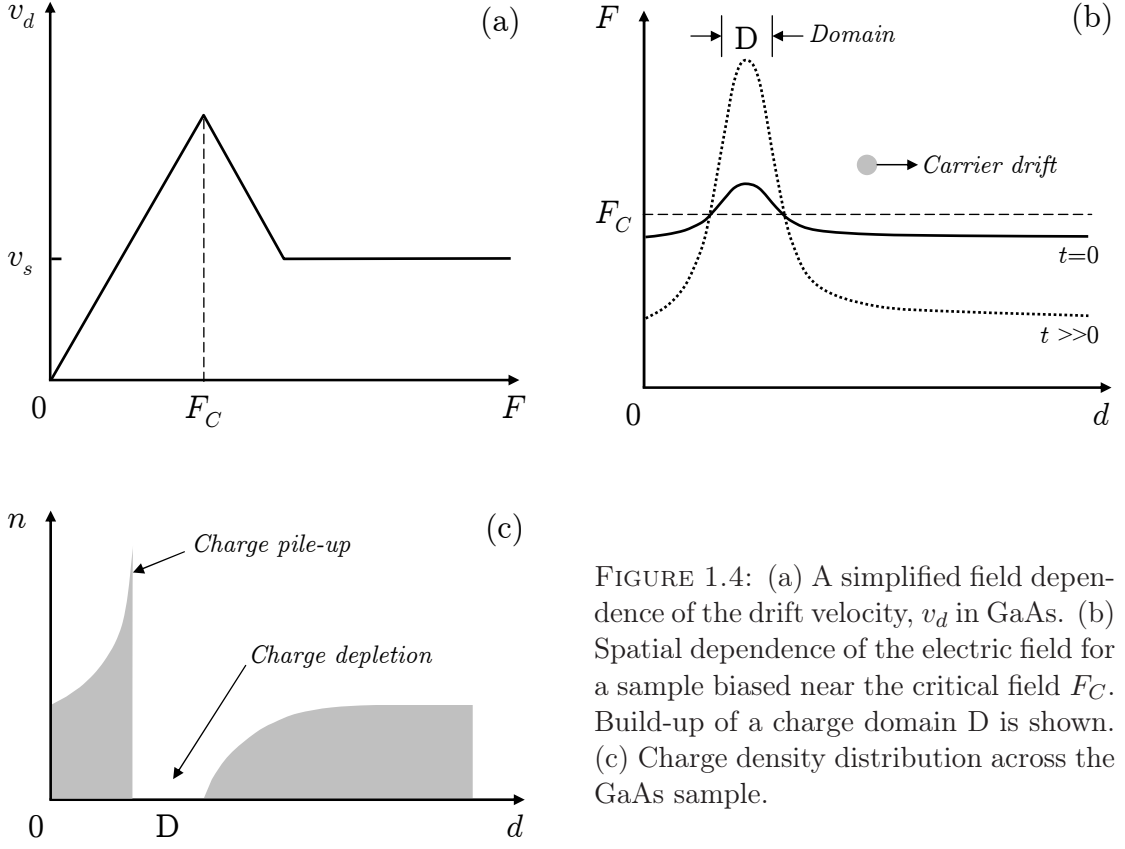 v_d
(a)
v_s
0
F_C
F
F
(b)
D
Domain
Carrier drift
F_C
t=0
t >>0
0
d
n
(c)
Charge pile-up
Charge depletion
0
D
d
FIGURE 1.4: (a) A simplified field depen-
dence of the drift velocity, v_d in GaAs. (b)
Spatial dependence of the electric field for
a sample biased near the critical field F_C.
Build-up of a charge domain D is shown.
(c) Charge density distribution across the
GaAs sample.